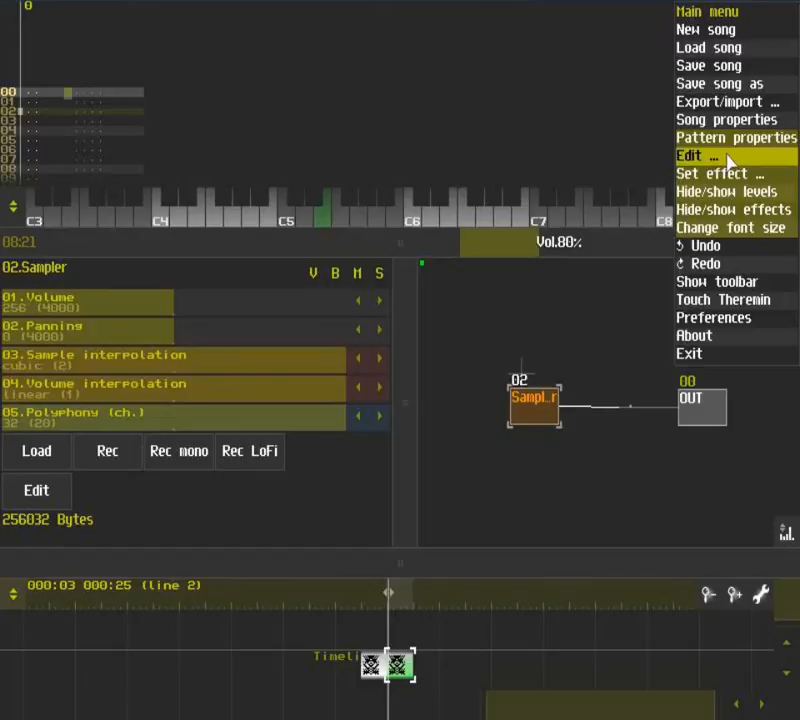 0
Main menu
New song
Load song
Save song
Save song as
Export/import ...
Song properties
Pattern properties
Edit ...
Set effect ...
Hide/show levels
Hide/show effects
Change font size
Undo
Redo
Show toolbar
Touch Theremin
Preferences
About
Exit
00
01
02
03
04
05
06
07
08
09
C3 C4 C5 C6 C7 C8
08:21
Vol.80%
02.Sampler
V B M S
01.Volume
256 (4000)
02.Panning
0 (4000)
03.Sample interpolation
cubic (2)
04.Volume interpolation
linear (1)
05.Polyphony (ch.)
32 (20)
Load Rec Rec mono Rec LoFi
Edit
256032 Bytes
02
Sampl..r
00
OUT
000:03 000:25 (line 2)
Timeli